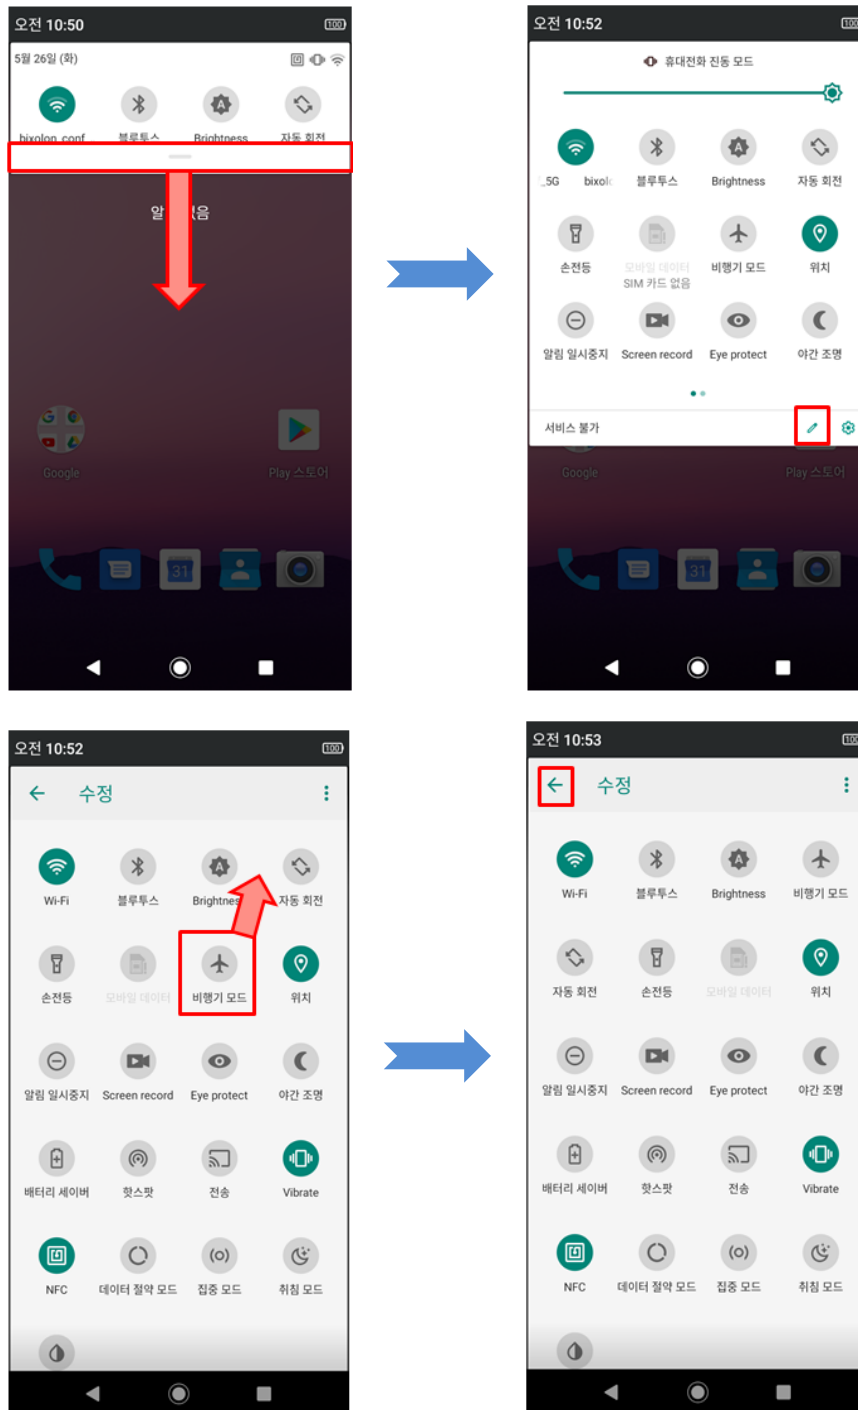 오전 10:50
100
5월 26일 (화)
bixolon_conf 블루투스 Brightness 자동 회전
Google Play 스토어
31
오전 10:52
100
휴대전화 진동 모드
_5G bixolo 블루투스 Brightness 자동 회전
손전등 모바일 데이터 비행기 모드 위치
SIM 카드 없음
알림 일시중지 Screen record Eye protect 야간 조명
서비스 불가
Google Play 스토어
31
오전 10:52
100
수정
Wi-Fi 블루투스 Brightness 자동 회전
손전등 모바일 데이터 비행기 모드 위치
알림 일시중지 Screen record Eye protect 야간 조명
배터리 세이버 핫스팟 전송 Vibrate
NFC 데이터 절약 모드 집중 모드 취침 모드
오전 10:53
100
수정
Wi-Fi 블루투스 Brightness 비행기 모드
자동 회전 손전등 모바일 데이터 위치
알림 일시중지 Screen record Eye protect 야간 조명
배터리 세이버 핫스팟 전송 Vibrate
NFC 데이터 절약 모드 집중 모드 취침 모드